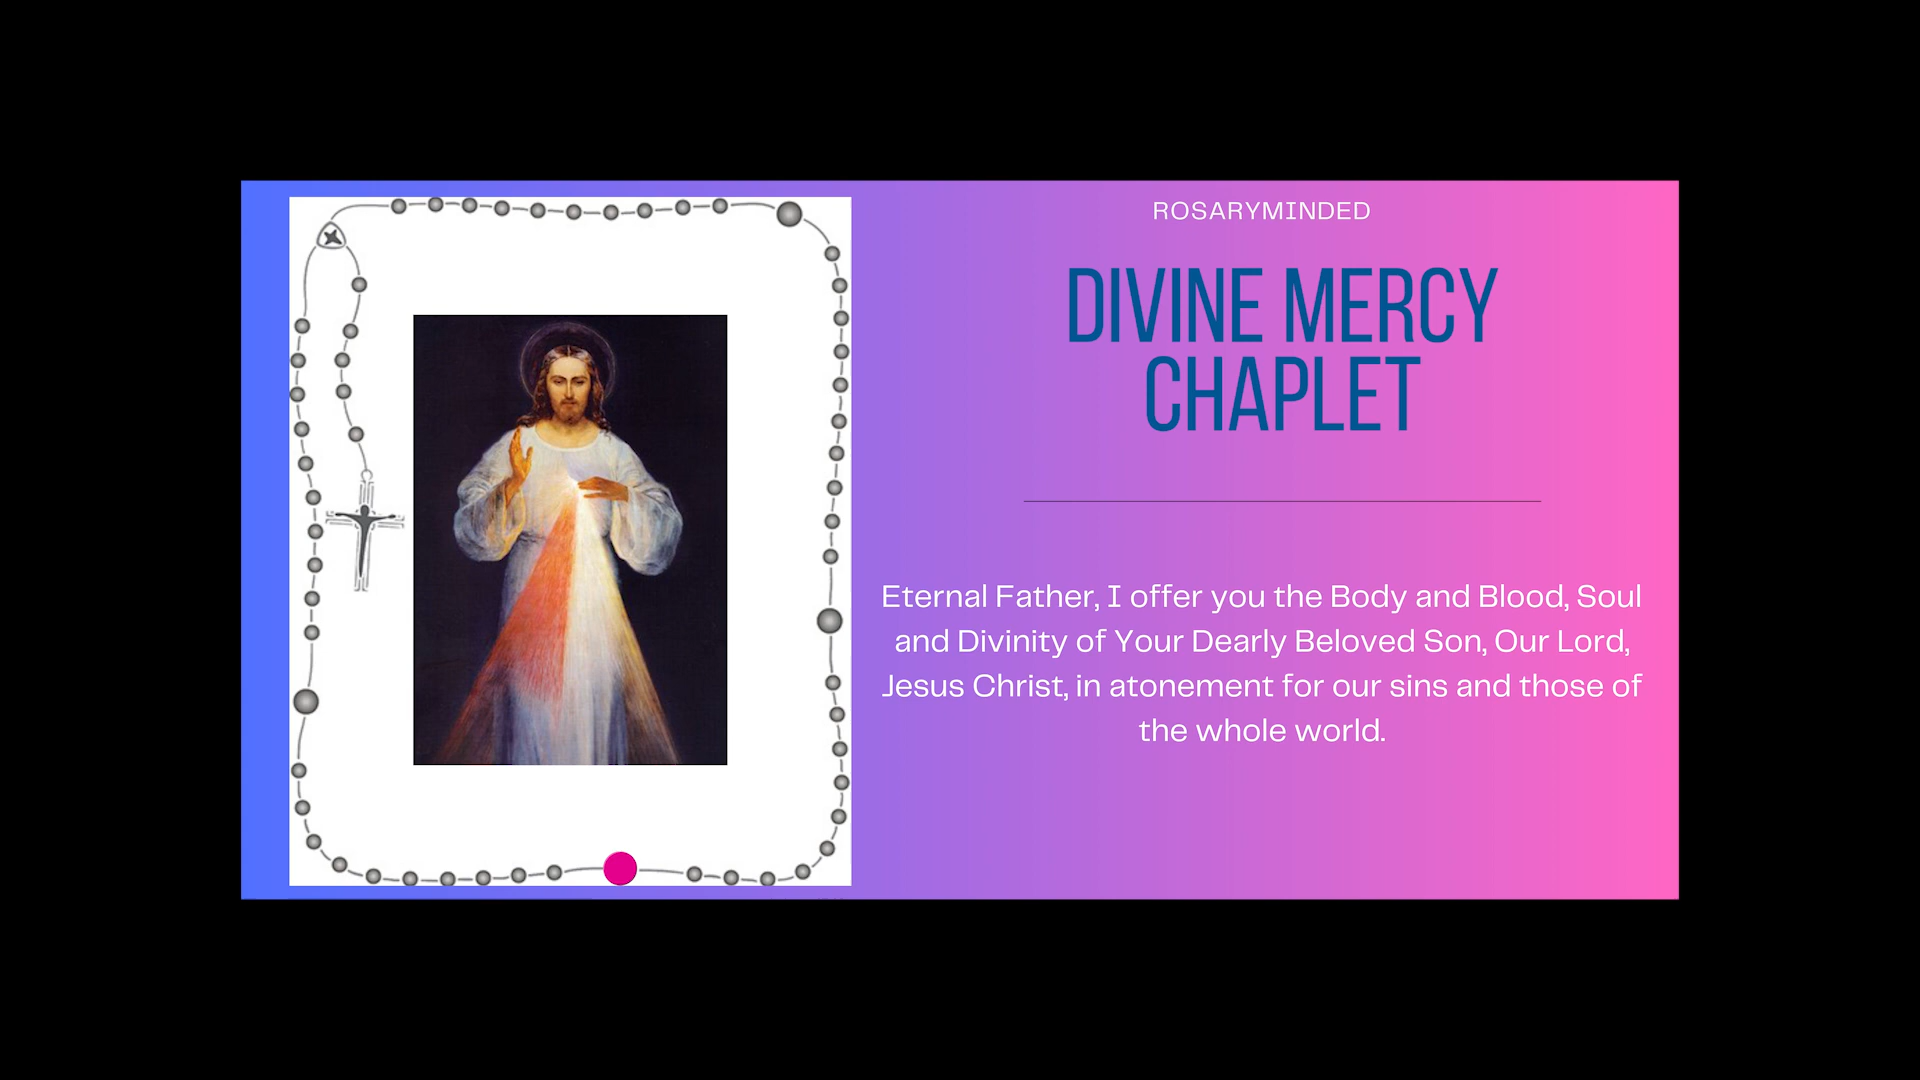 ROSARYMINDED
DIVINE MERCY
CHAPLET
Eternal Father, I offer you the Body and Blood, Soul
and Divinity of Your Dearly Beloved Son, Our Lord,
Jesus Christ, in atonement for our sins and those of
the whole world.